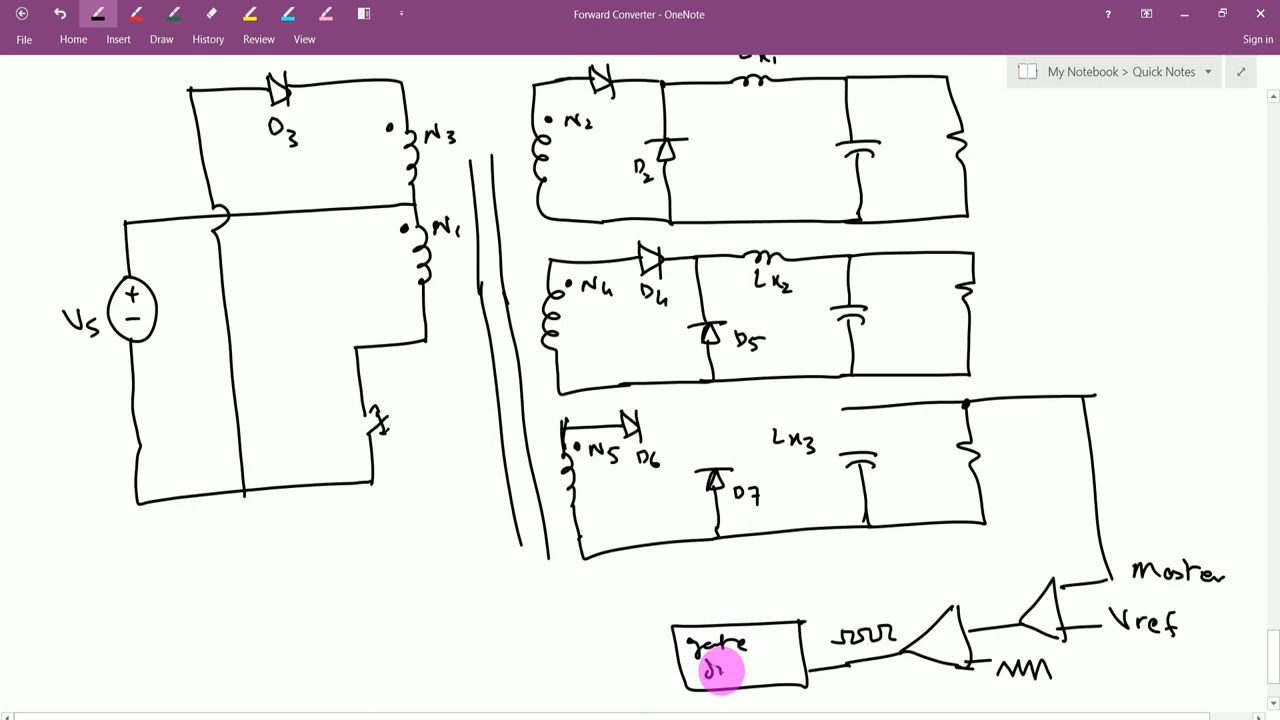 Forward Converter - OneNote
?
File
Home
Insert
Draw
History
Review
View
Sign in
My Notebook > Quick Notes
Lx1
D3
N3
N2
D2
N1
Vs
+
−
N4
D4
Lx2
D5
N5
D6
Lx3
D7
Master
Vref
gate